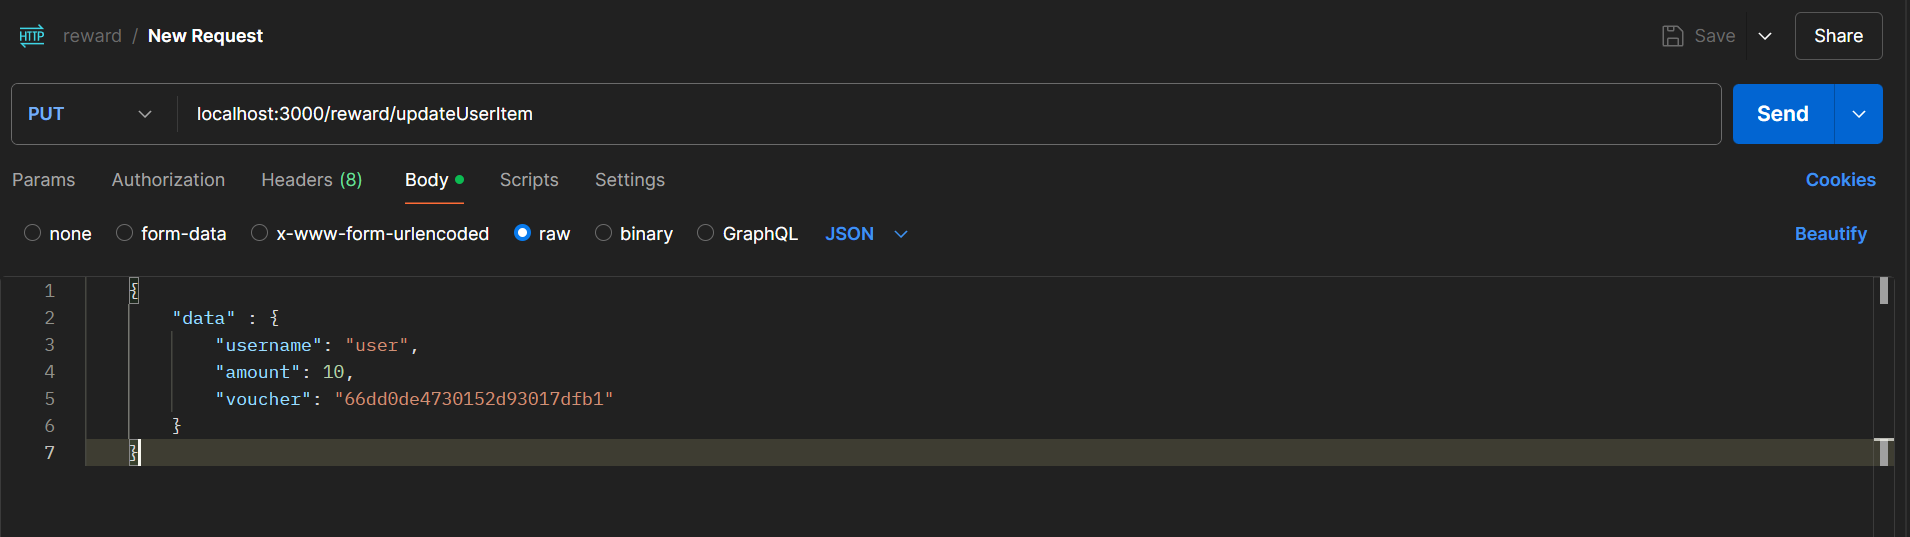 HTTP reward / New Request Save Share
PUT localhost:3000/reward/updateUserItem Send
Params Authorization Headers (8) Body Scripts Settings Cookies
none form-data x-www-form-urlencoded raw binary GraphQL JSON Beautify
1 {
2 "data" : {
3 "username": "user",
4 "amount": 10,
5 "voucher": "66dd0de4730152d93017dfb1"
6 }
7 }